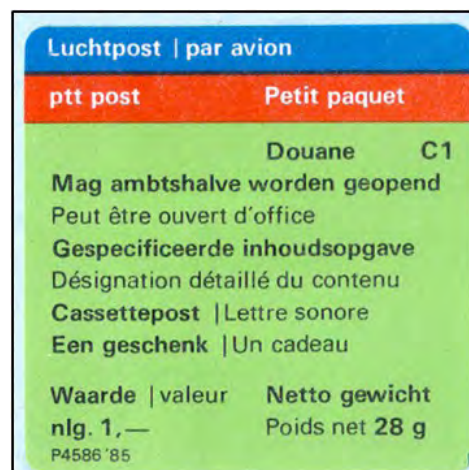 Luchtpost | par avion
ptt post Petit paquet
Douane C1
Mag ambtshalve worden geopend
Peut être ouvert d'office
Gespecificeerde inhoudsopgave
Désignation détaillé du contenu
Cassettepost | Lettre sonore
Een geschenk | Un cadeau
Waarde | valeur Netto gewicht
nlg. 1,— Poids net 28 g
P4586 '85